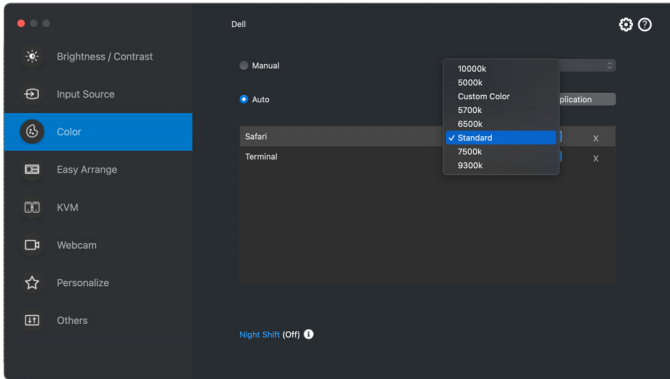 Dell
Brightness / Contrast
Input Source
Color
Easy Arrange
KVM
Webcam
Personalize
Others
Manual
Auto
plication
Safari
X
Terminal
X
10000k
5000k
Custom Color
5700k
6500k
✓ Standard
7500k
9300k
Night Shift (Off)